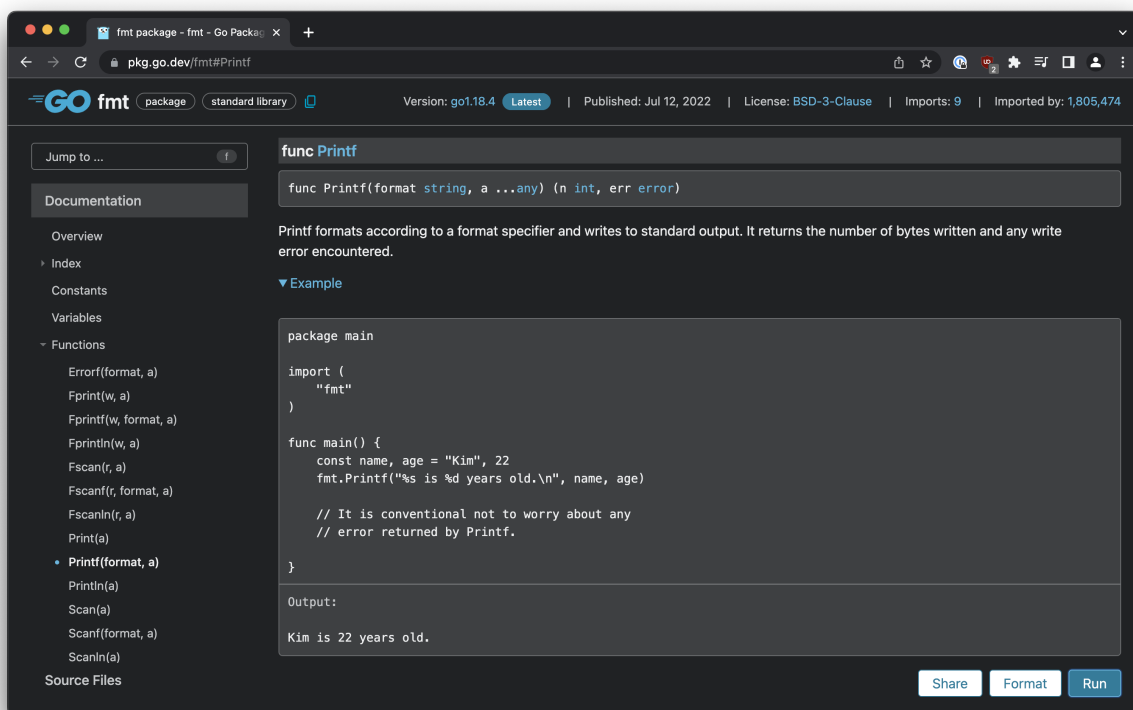 fmt package - fmt - Go Packag
pkg.go.dev/fmt#Printf
2
GO fmt package standard library Version: go1.18.4 Latest | Published: Jul 12, 2022 | License: BSD-3-Clause | Imports: 9 | Imported by: 1,805,474
Jump to ... f
Documentation
Overview
Index
Constants
Variables
Functions
Errorf(format, a)
Fprint(w, a)
Fprintf(w, format, a)
Fprintln(w, a)
Fscan(r, a)
Fscanf(r, format, a)
Fscanln(r, a)
Print(a)
Printf(format, a)
Println(a)
Scan(a)
Scanf(format, a)
Scanln(a)
Source Files
func Printf
func Printf(format string, a ...any) (n int, err error)
Printf formats according to a format specifier and writes to standard output. It returns the number of bytes written and any write
error encountered.
▼ Example
package main
import (
    "fmt"
)
func main() {
    const name, age = "Kim", 22
    fmt.Printf("%s is %d years old.\n", name, age)
    // It is conventional not to worry about any
    // error returned by Printf.
}
Output:
Kim is 22 years old.
Share Format Run